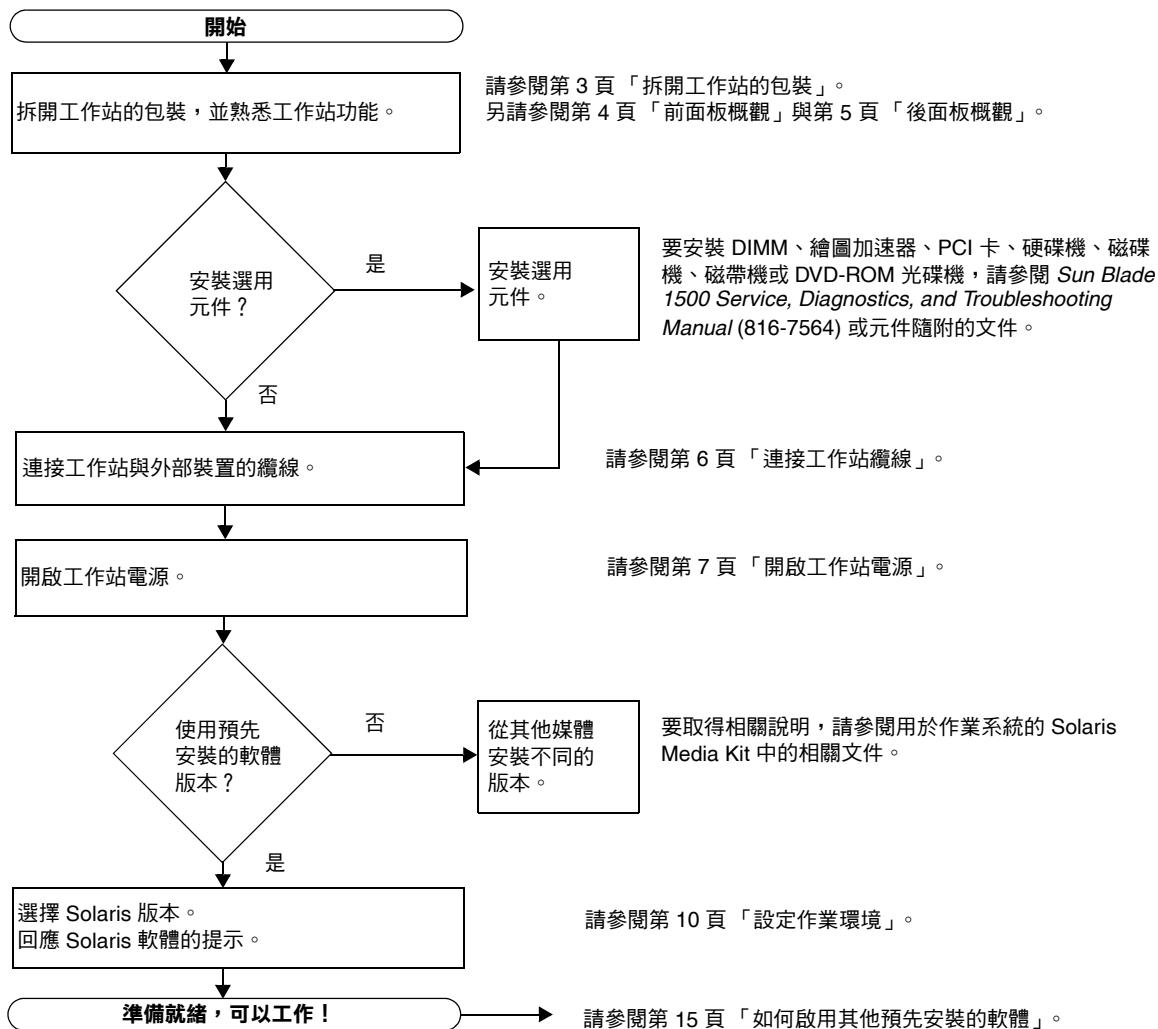 開始
拆開工作站的包裝，並熟悉工作站功能。
請參閱第 3 頁「拆開工作站的包裝」。
另請參閱第 4 頁「前面板概觀」與第 5 頁「後面板概觀」。
安裝選用
元件？
是
安裝選用
元件。
要安裝 DIMM、繪圖加速器、PCI 卡、硬碟機、磁碟
機、磁帶機或 DVD-ROM 光碟機，請參閱 Sun Blade
1500 Service, Diagnostics, and Troubleshooting
Manual (816-7564) 或元件隨附的文件。
否
連接工作站與外部裝置的纜線。
請參閱第 6 頁「連接工作站纜線」。
開啟工作站電源。
請參閱第 7 頁「開啟工作站電源」。
使用預先
安裝的軟體
版本？
否
從其他媒體
安裝不同的
版本。
要取得相關說明，請參閱用於作業系統的 Solaris
Media Kit 中的相關文件。
是
選擇 Solaris 版本。
回應 Solaris 軟體的提示。
請參閱第 10 頁「設定作業環境」。
準備就緒，可以工作！
請參閱第 15 頁「如何啟用其他預先安裝的軟體」。